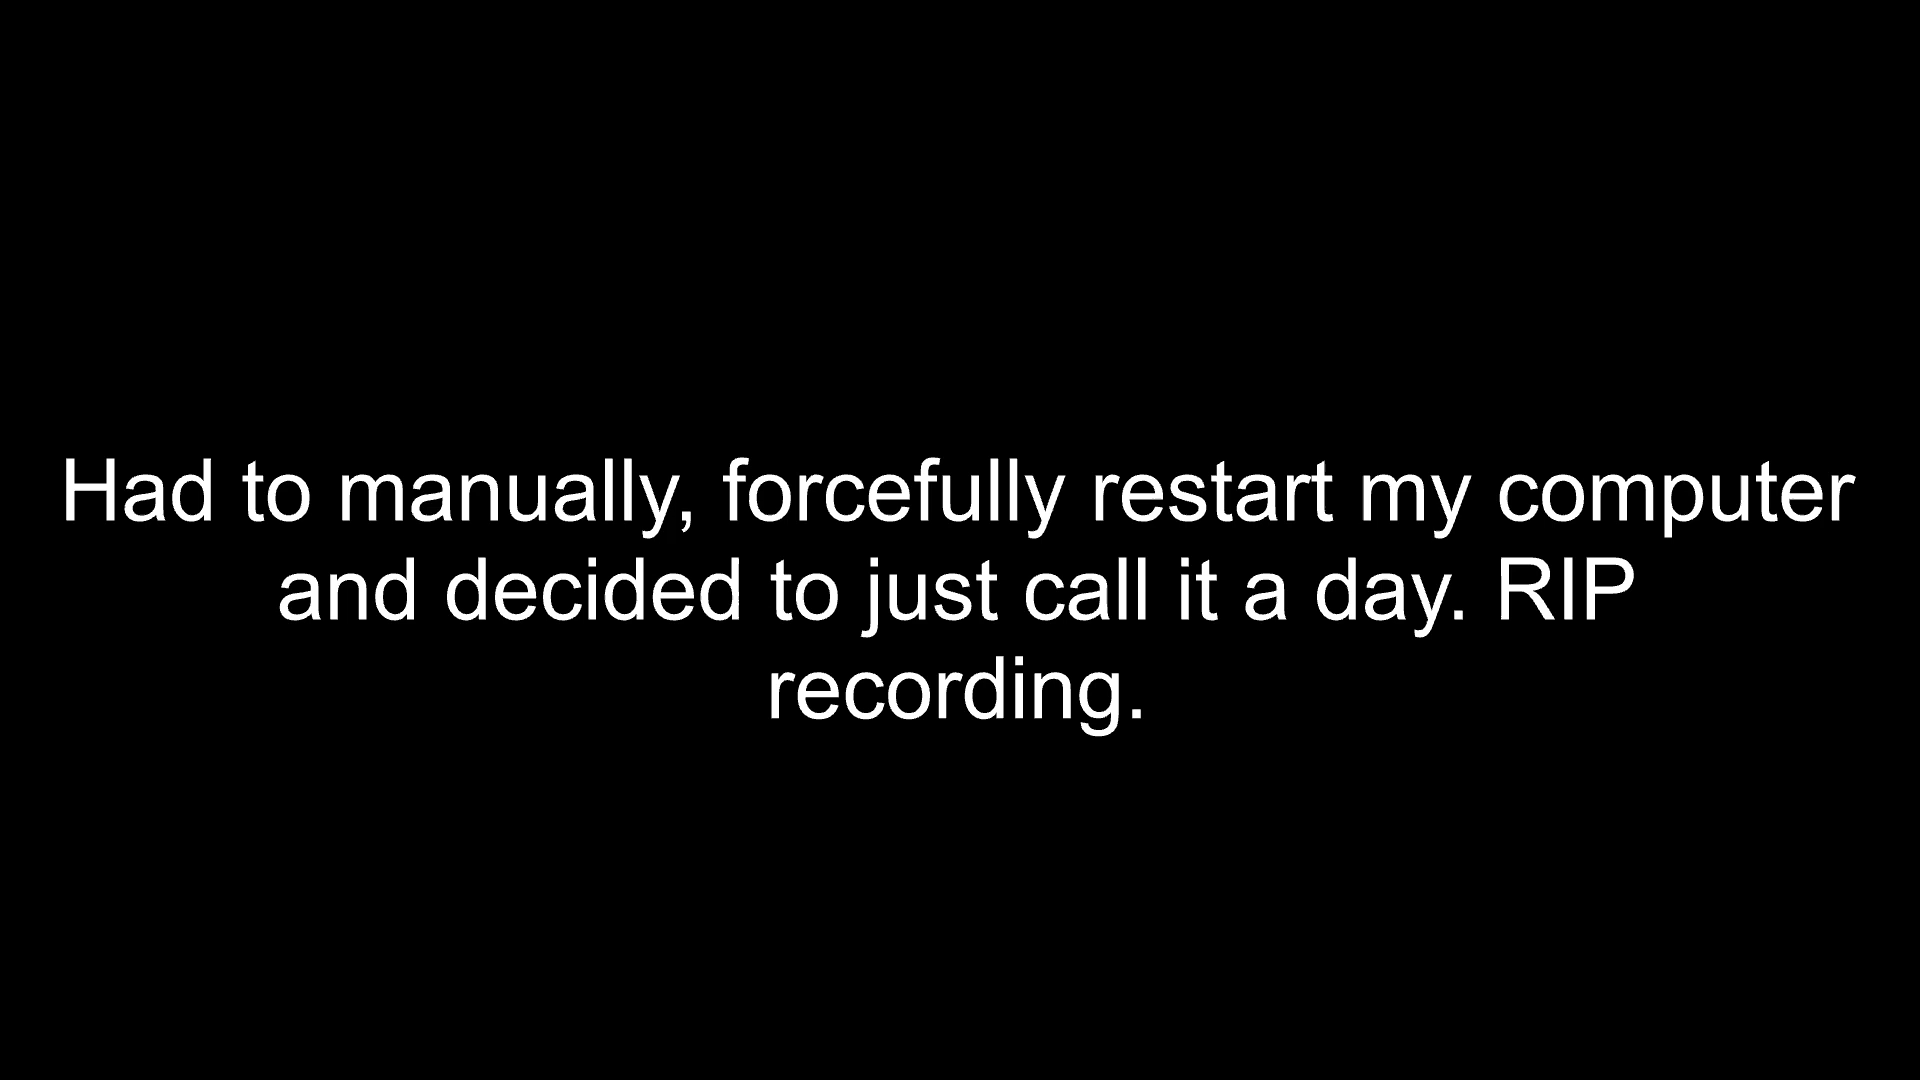 Had to manually, forcefully restart my computer
and decided to just call it a day. RIP
recording.